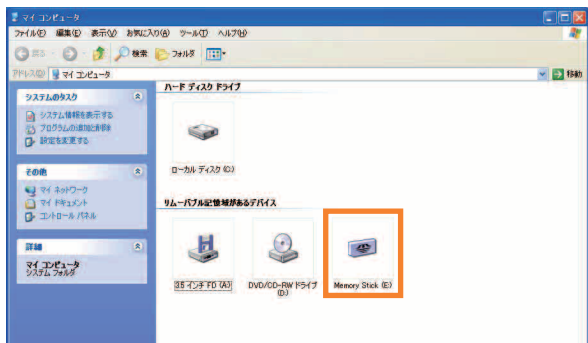 マイ コンピュータ
ファイル(F) 編集(E) 表示(V) お気に入り(A) ツール(T) ヘルプ(H)
戻る 検索 フォルダ
アドレス(D) マイ コンピュータ 移動
システムのタスク
システム情報を表示する
プログラムの追加と削除
設定を変更する
その他
マイ ネットワーク
マイ ドキュメント
コントロール パネル
詳細
マイ コンピュータ
システム フォルダ
ハード ディスク ドライブ
ローカル ディスク (C:)
リムーバブル記憶域があるデバイス
3.5 インチ FD (A:)
DVD/CD-RW ドライブ
(D:)
Memory Stick (E:)